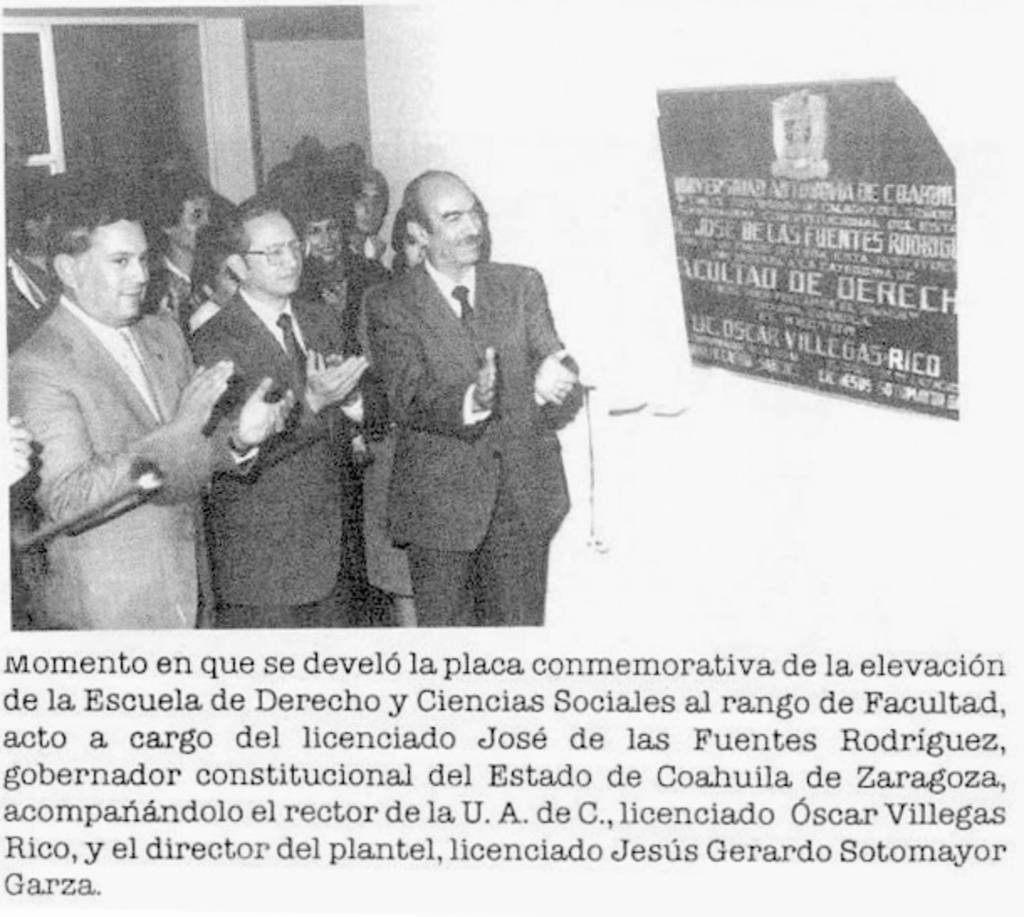 UNIVERSIDAD AUTONOMA DE COAHUILA
JOSE DE LAS FUENTES RODRIGU
FACULTAD DE DERECH
LIC. OSCAR VILLEGAS RICO
Momento en que se develó la placa conmemorativa de la elevación
de la Escuela de Derecho y Ciencias Sociales al rango de Facultad,
acto a cargo del licenciado José de las Fuentes Rodríguez,
gobernador constitucional del Estado de Coahuila de Zaragoza,
acompañándolo el rector de la U. A. de C., licenciado Óscar Villegas
Rico, y el director del plantel, licenciado Jesús Gerardo Sotomayor
Garza.